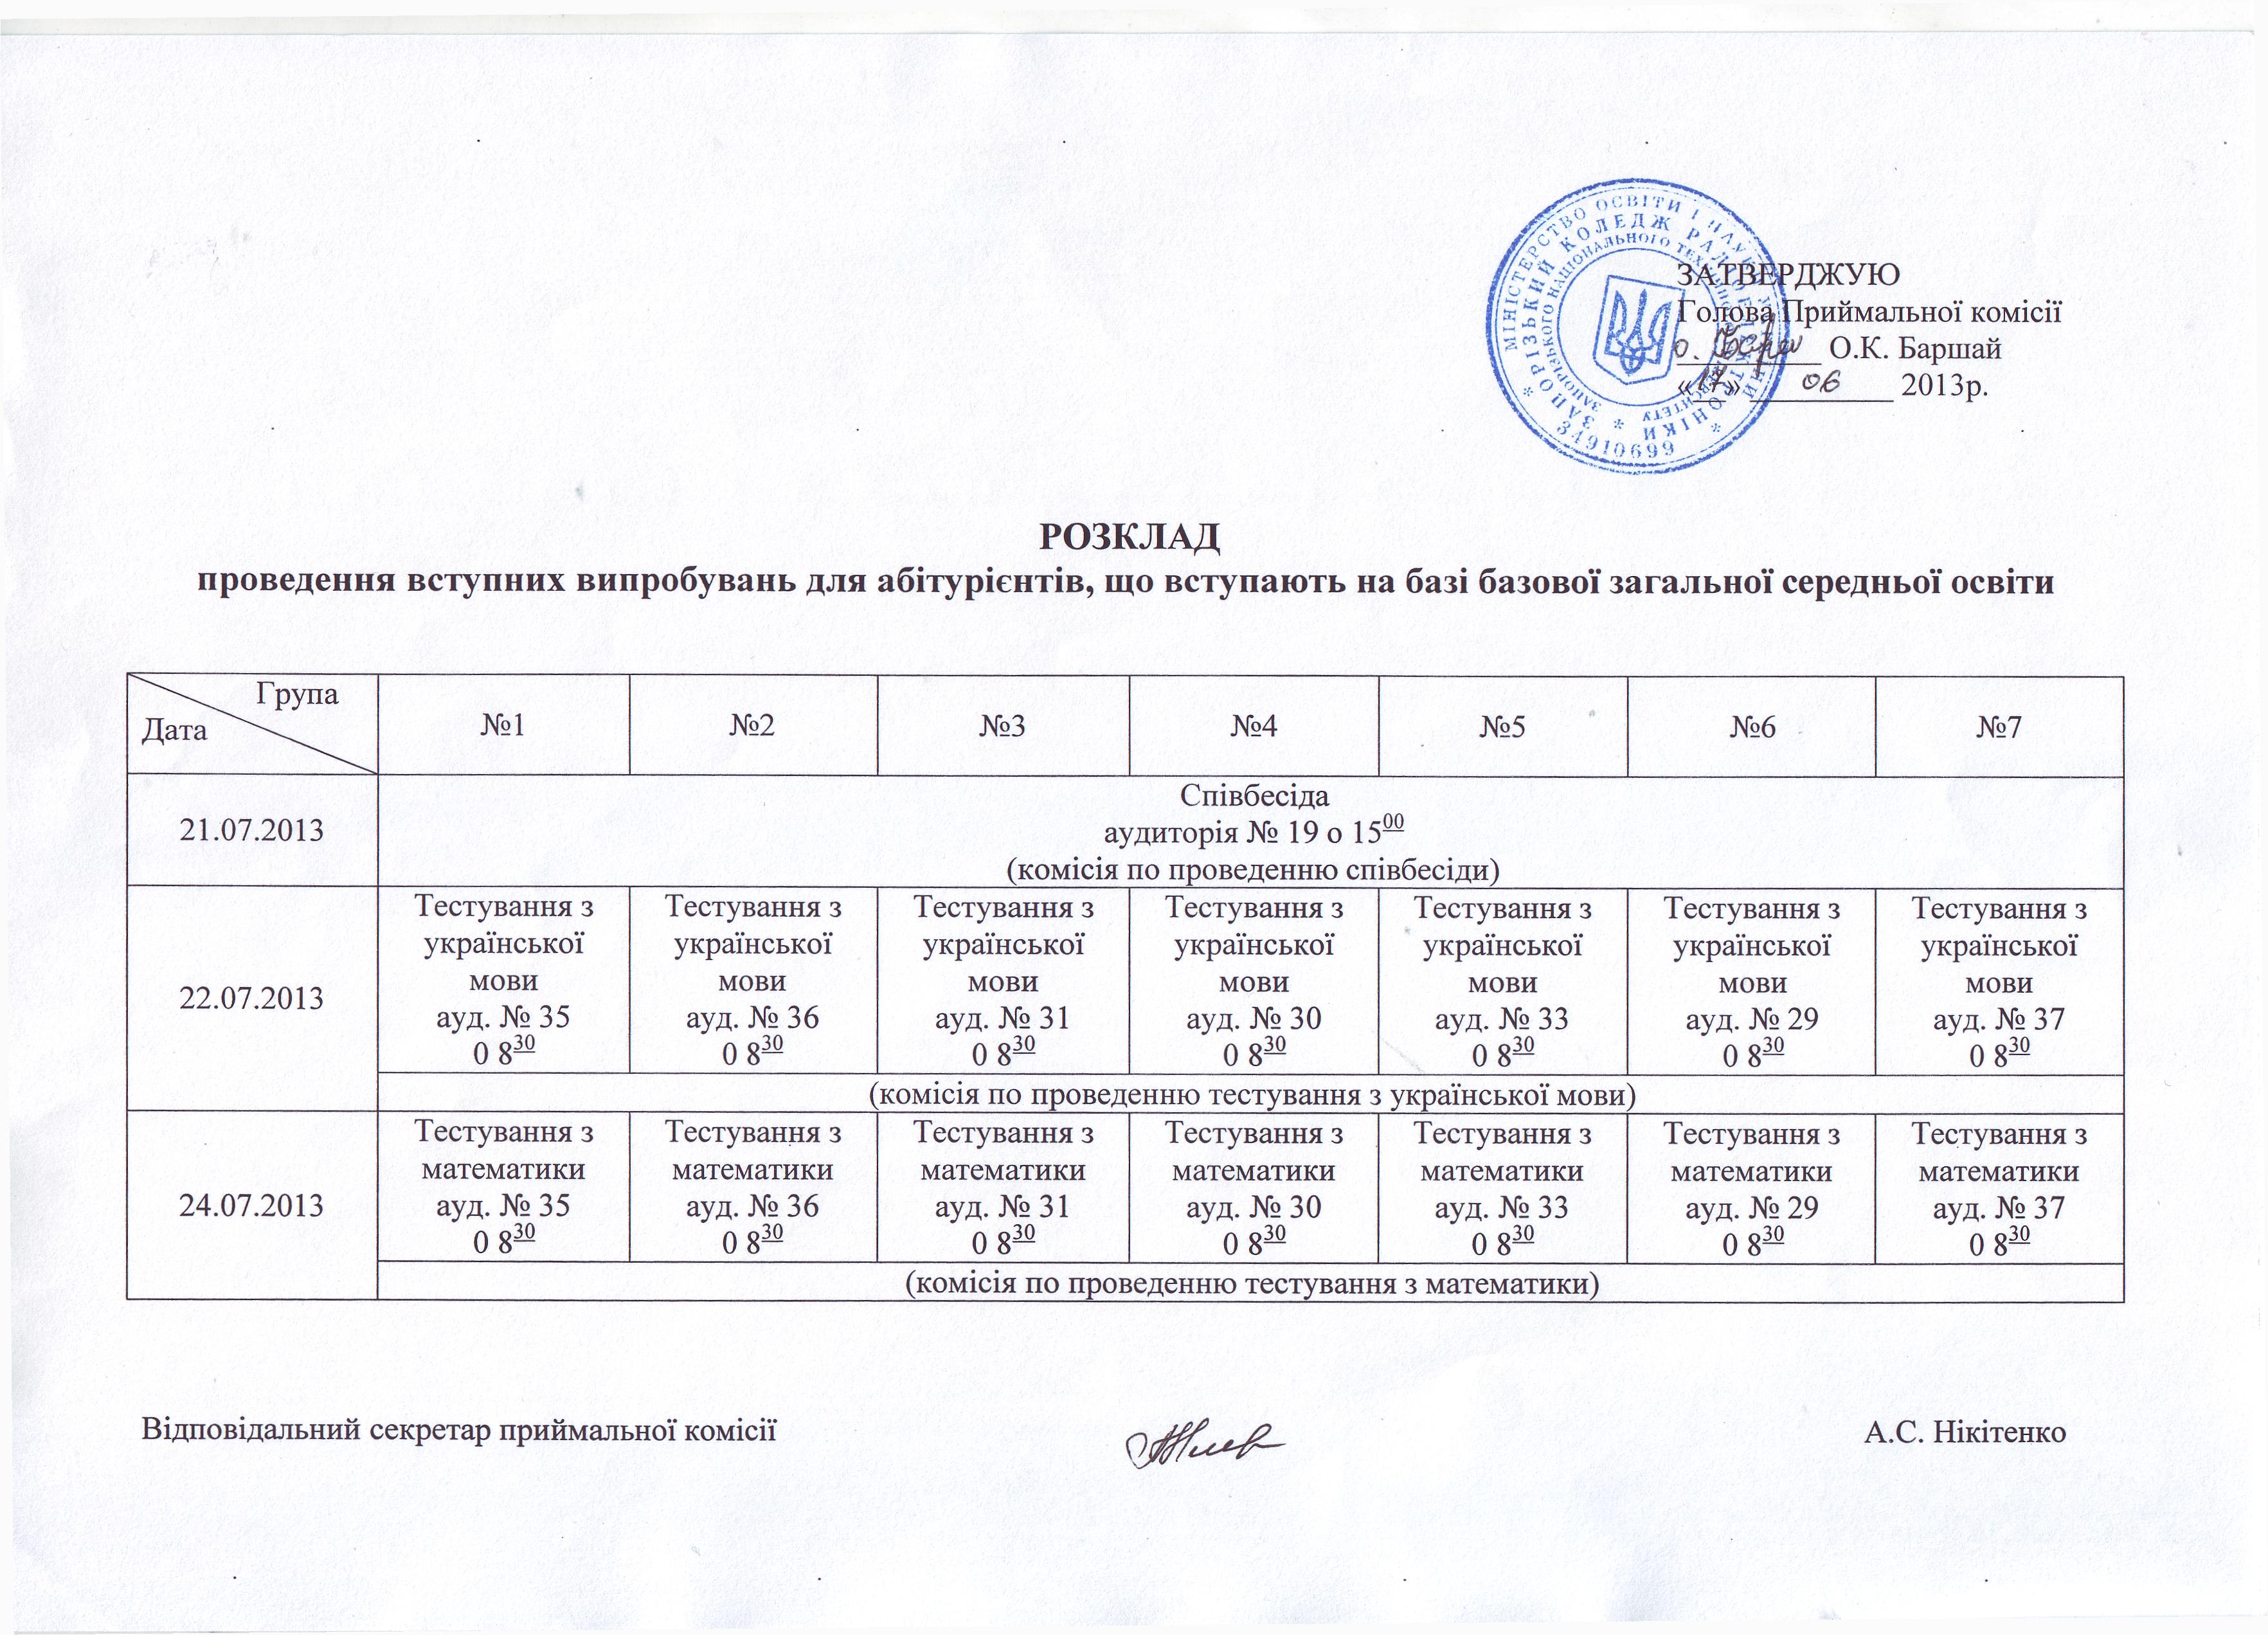 МІНІСТЕРСТВО ОСВІТИ І НАУКИ УКРАЇНИ
ЗАПОРІЗЬКИЙ КОЛЕДЖ РАДІОЕЛЕКТРОНІКИ
ЗАПОРІЗЬКОГО НАЦІОНАЛЬНОГО ТЕХНІЧНОГО УНІВЕРСИТЕТУ
34910699
ЗАТВЕРДЖУЮ
Голова Приймальної комісії
О.К. Баршай
«17» 06 2013р.
РОЗКЛАД
проведення вступних випробувань для абітурієнтів, що вступають на базі базової загальної середньої освіти
Група
Дата
№1 №2 №3 №4 №5 №6 №7
Співбесіда
21.07.2013 аудиторія № 19 о 15 00
(комісія по проведенню співбесіди)
Тестування з Тестування з Тестування з Тестування з Тестування з Тестування з Тестування з
української української української української української української української
мови мови мови мови мови мови мови
22.07.2013
ауд. № 35 ауд. № 36 ауд. № 31 ауд. № 30 ауд. № 33 ауд. № 29 ауд. № 37
0 8 30 0 8 30 0 8 30 0 8 30 0 8 30 0 8 30 0 8 30
(комісія по проведенню тестування з української мови)
Тестування з Тестування з Тестування з Тестування з Тестування з Тестування з Тестування з
математики математики математики математики математики математики математики
24.07.2013
ауд. № 35 ауд. № 36 ауд. № 31 ауд. № 30 ауд. № 33 ауд. № 29 ауд. № 37
0 8 30 0 8 30 0 8 30 0 8 30 0 8 30 0 8 30 0 8 30
(комісія по проведенню тестування з математики)
Відповідальний секретар приймальної комісії А.С. Нікітенко